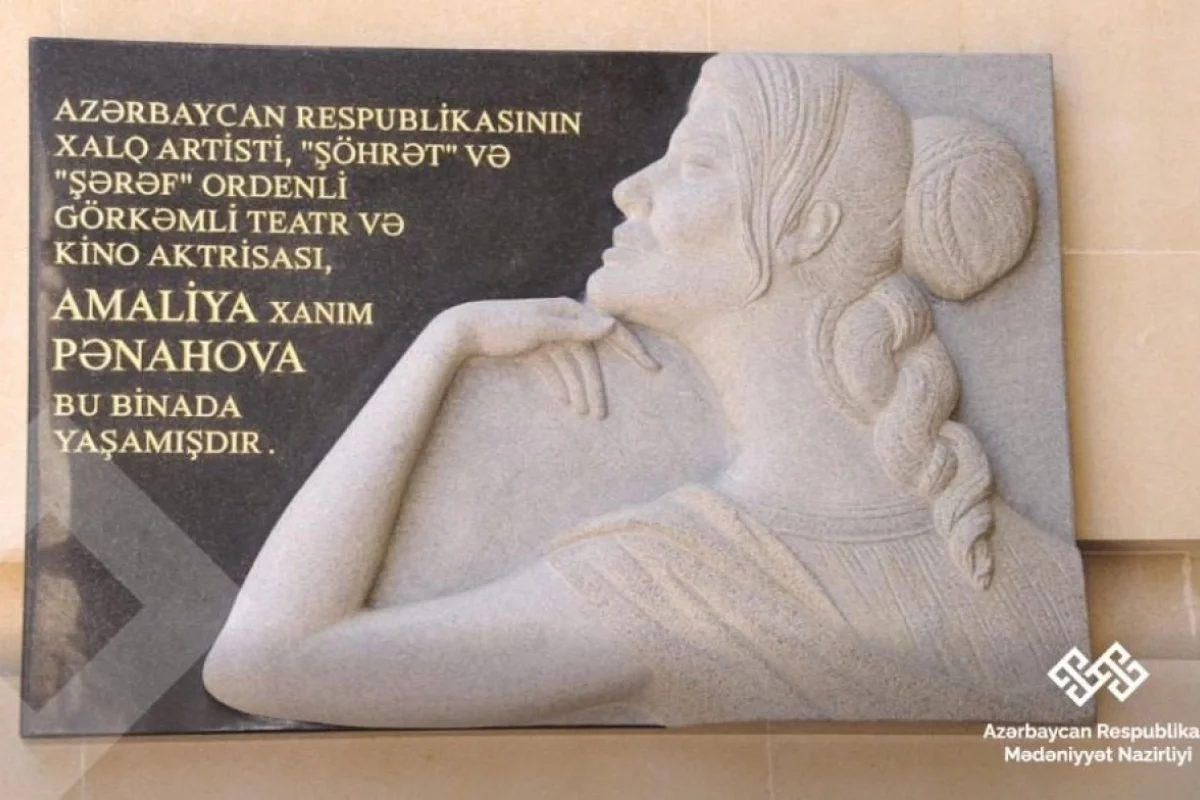 AZƏRBAYCAN RESPUBLİKASININ
XALQ ARTİSTİ, "ŞÖHRƏT" VƏ
"ŞƏRƏF" ORDENLİ
GÖRKƏMLİ TEATR VƏ
KİNO AKTRİSASI,
AMALİYA XANIM
PƏNAHOVA
BU BİNADA
YAŞAMIŞDIR.
Azərbaycan Respublika
Mədəniyyət Nazirliyi